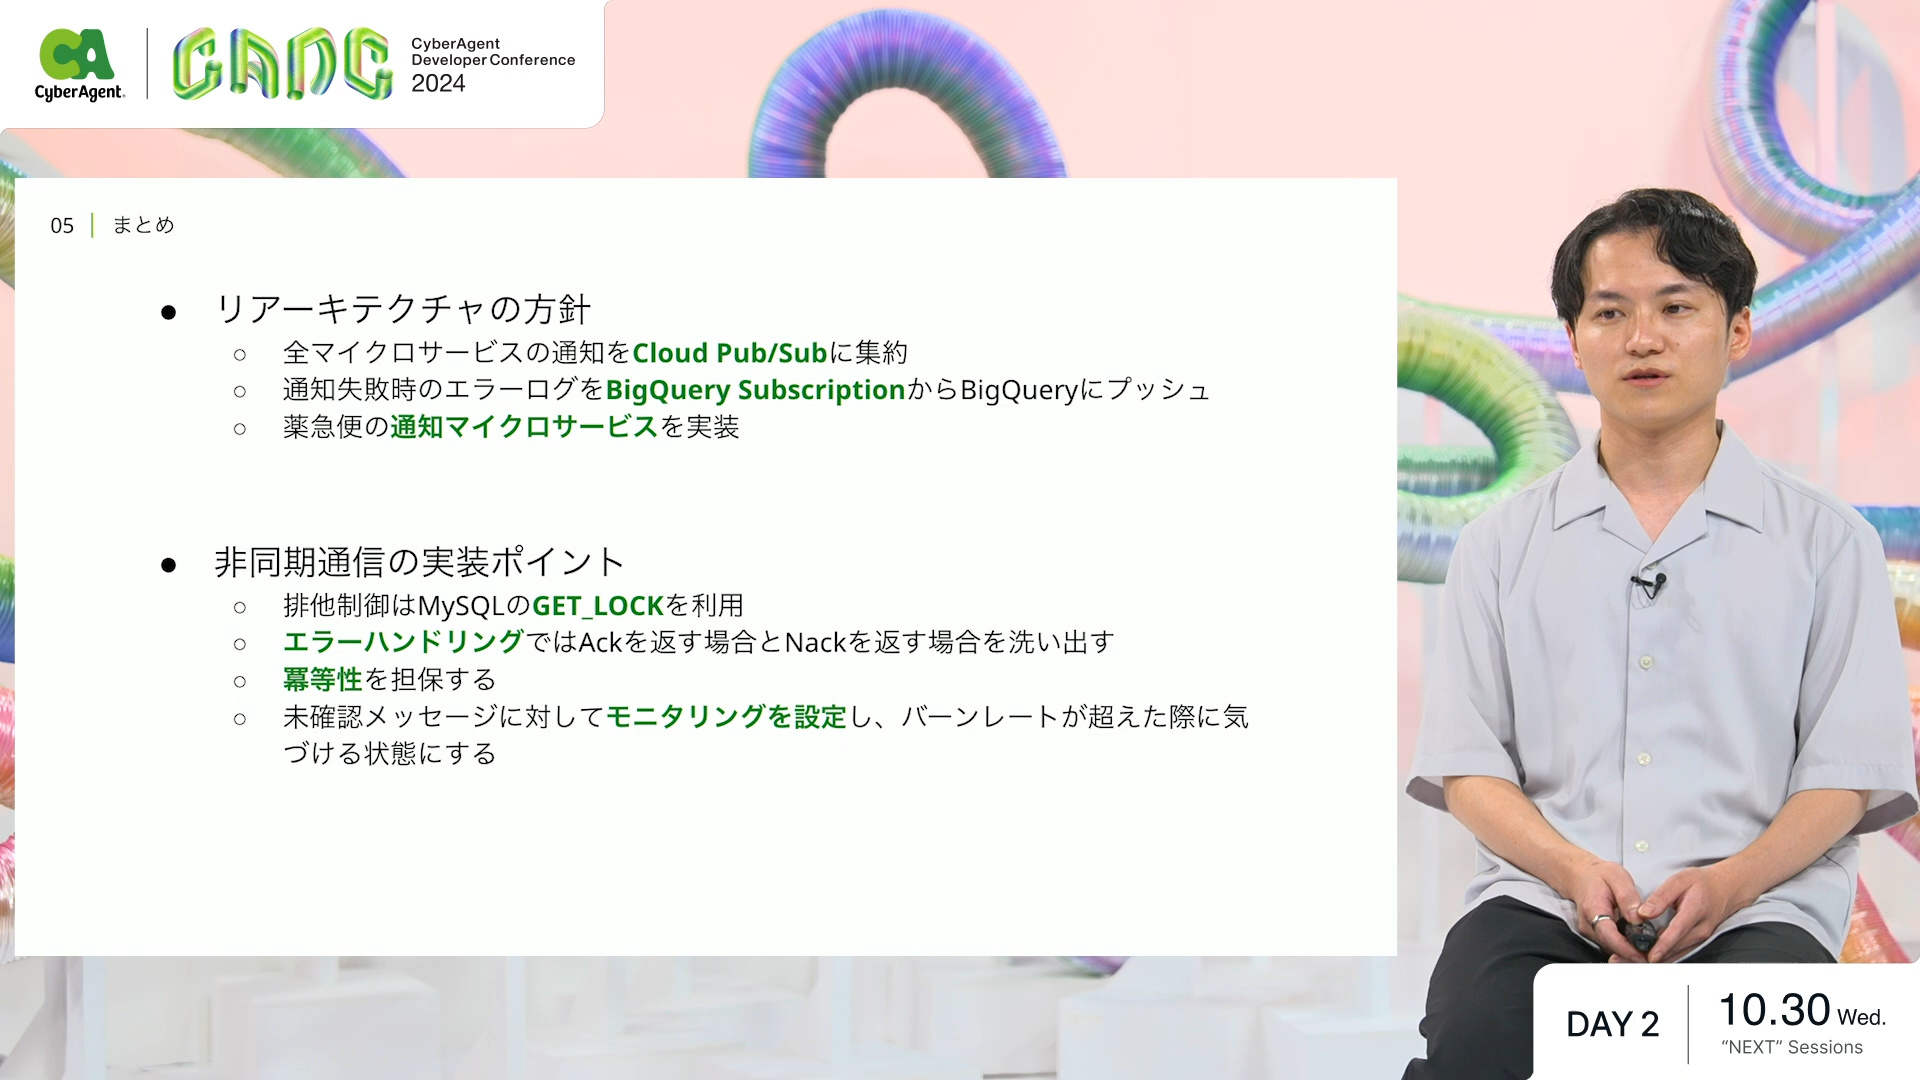 CyberAgent
CADC
CyberAgent
Developer Conference
2024
05 まとめ
● リアーキテクチャの方針
○ 全マイクロサービスの通知をCloud Pub/Subに集約
○ 通知失敗時のエラーログをBigQuery SubscriptionからBigQueryにプッシュ
○ 薬急便の通知マイクロサービスを実装
● 非同期通信の実装ポイント
○ 排他制御はMySQLのGET_LOCKを利用
○ エラーハンドリングではAckを返す場合とNackを返す場合を洗い出す
○ 冪等性を担保する
○ 未確認メッセージに対してモニタリングを設定し、バーンレートが超えた際に気
づける状態にする
DAY 2
10.30 Wed.
“NEXT” Sessions